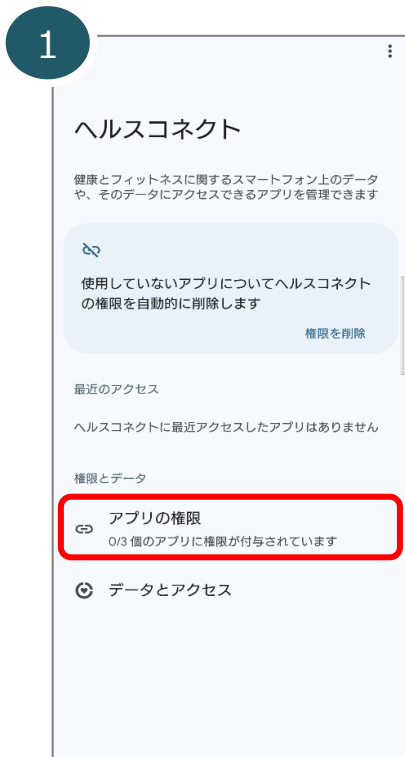 1
ヘルスコネクト
健康とフィットネスに関するスマートフォン上のデータ
や、そのデータにアクセスできるアプリを管理できます
使用していないアプリについてヘルスコネクト
の権限を自動的に削除します
権限を削除
最近のアクセス
ヘルスコネクトに最近アクセスしたアプリはありません
権限とデータ
アプリの権限
0/3 個のアプリに権限が付与されています
データとアクセス